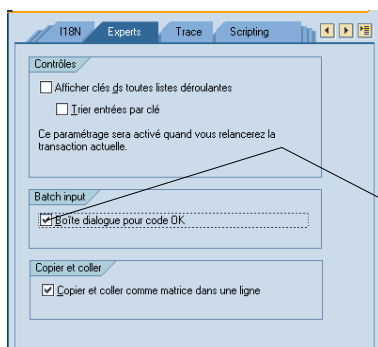 I18N Experts Trace Scripting
Contrôles
Afficher clés ds toutes listes déroulantes
Trier entrées par clé
Ce paramétrage sera activé quand vous relancerez la
transaction actuelle.
Batch input
Boîte dialogue pour code OK
Copier et coller
Copier et coller comme matrice dans une ligne